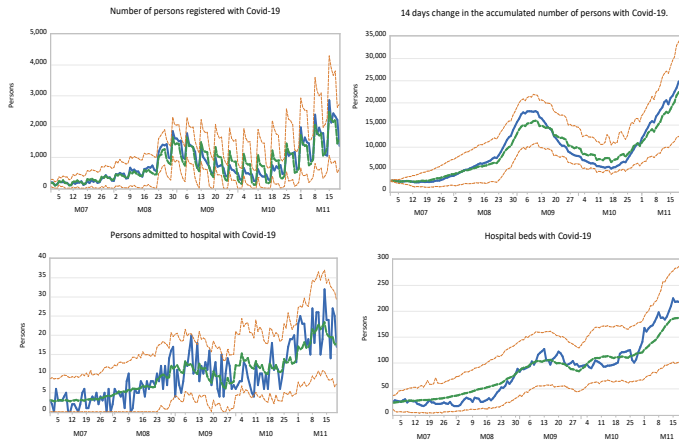 Number of persons registered with Covid-19
5,000
4,000
3,000
2,000
1,000
0
Persons
5 12 19 26 2 9 16 23 30 6 13 20 27 4 11 18 25 1 8 15
M07 M08 M09 M10 M11
14 days change in the accumulated number of persons with Covid-19.
35,000
30,000
25,000
20,000
15,000
10,000
5,000
0
Persons
5 12 19 26 2 9 16 23 30 6 13 20 27 4 11 18 25 1 8 15
M07 M08 M09 M10 M11
Persons admitted to hospital with Covid-19
40
35
30
25
20
15
10
5
0
Persons
5 12 19 26 2 9 16 23 30 6 13 20 27 4 11 18 25 1 8 15
M07 M08 M09 M10 M11
Hospital beds with Covid-19
300
250
200
150
100
50
0
Persons
5 12 19 26 2 9 16 23 30 6 13 20 27 4 11 18 25 1 8 15
M07 M08 M09 M10 M11